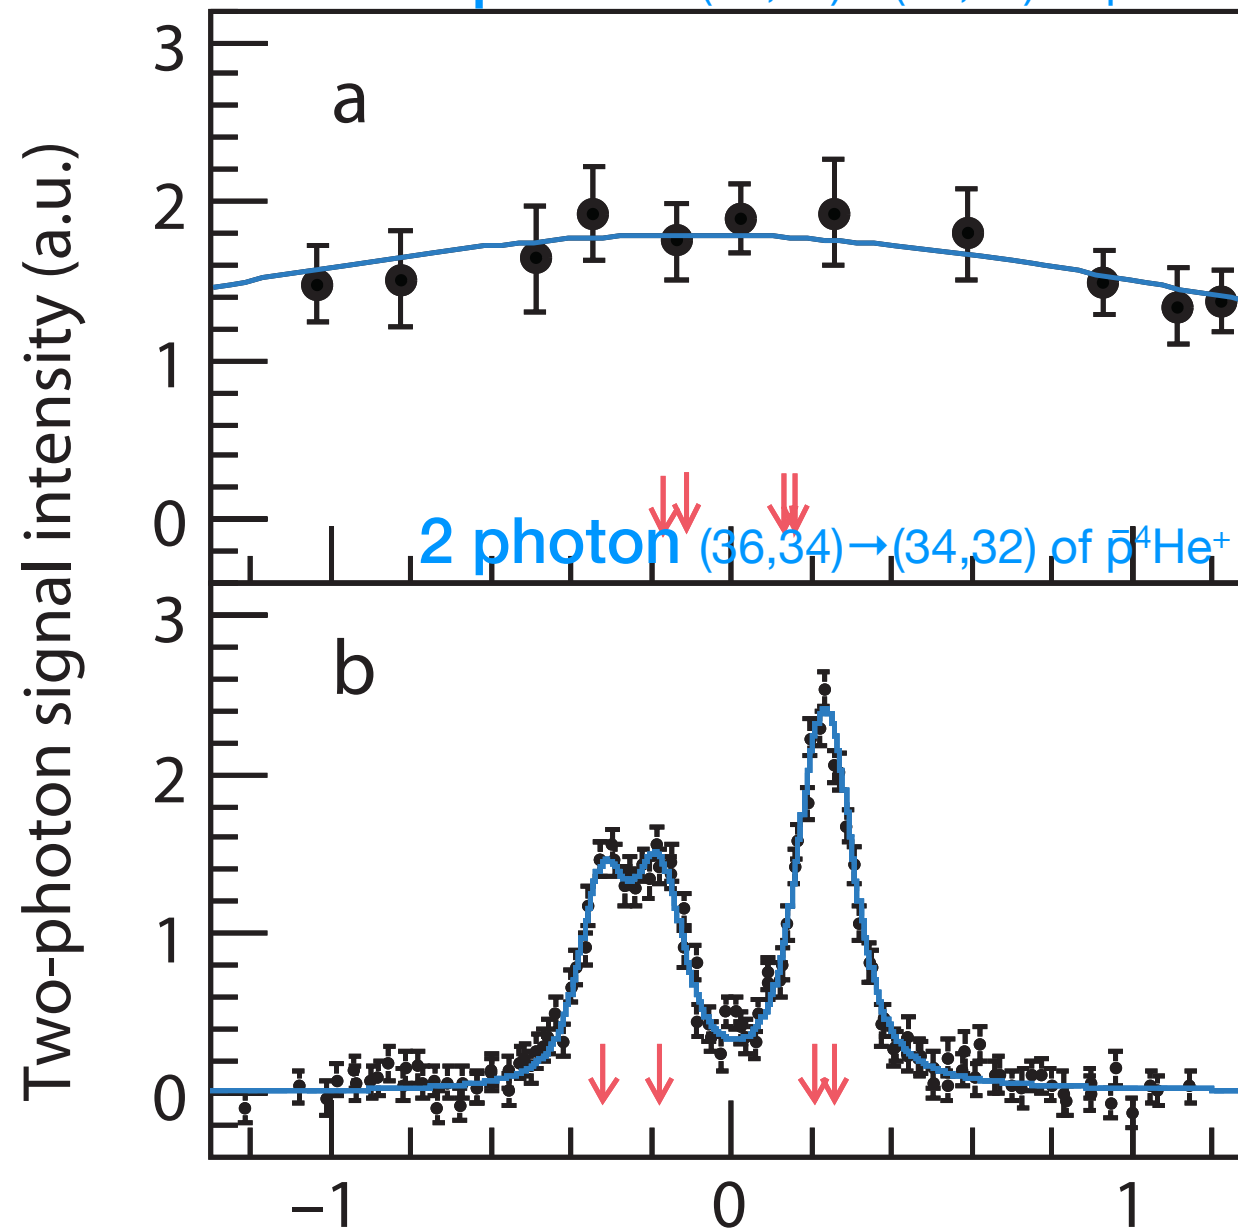 Two-photon signal intensity (a.u.)
3
a
2
1
0
2 photon (36,34)→(34,32) of p̄⁴He⁺
3
b
2
1
0
−1 0 1